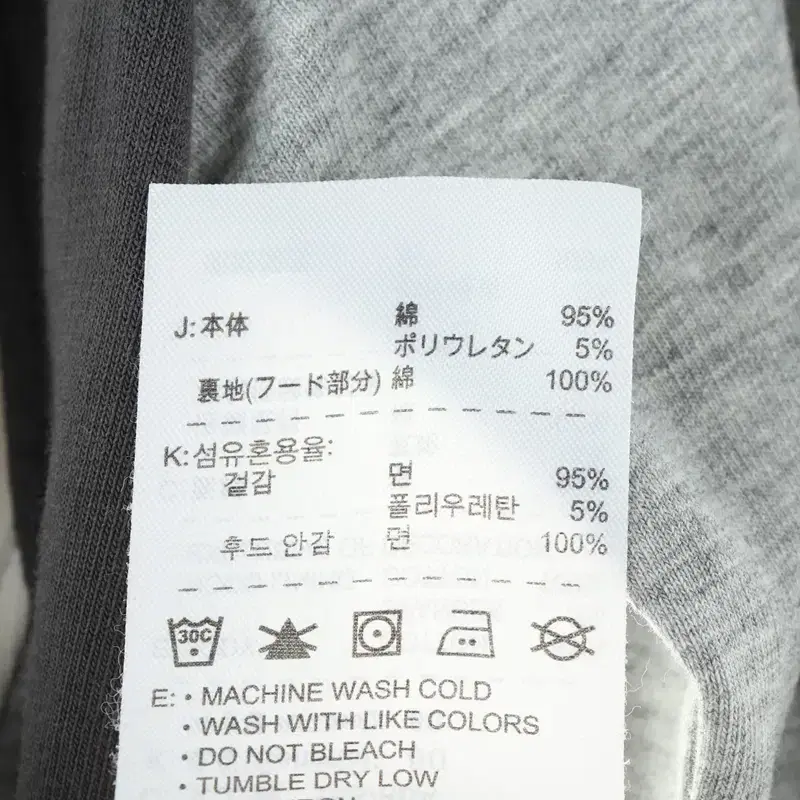 J: 本体 綿 95%
ポリウレタン 5%
裏地(フード部分) 綿 100%
K: 섬유혼용율:
겉감 면 95%
폴리우레탄 5%
후드 안감 면 100%
30C
E: • MACHINE WASH COLD
• WASH WITH LIKE COLORS
• DO NOT BLEACH
• TUMBLE DRY LOW